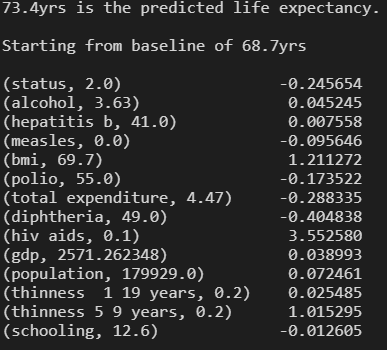 73.4yrs is the predicted life expectancy.
Starting from baseline of 68.7yrs
(status, 2.0) -0.245654
(alcohol, 3.63) 0.045245
(hepatitis b, 41.0) 0.007558
(measles, 0.0) -0.095646
(bmi, 69.7) 1.211272
(polio, 55.0) -0.173522
(total expenditure, 4.47) -0.288335
(diphtheria, 49.0) -0.404838
(hiv aids, 0.1) 3.552580
(gdp, 2571.262348) 0.038993
(population, 179929.0) 0.072461
(thinness  1 19 years, 0.2) 0.025485
(thinness 5 9 years, 0.2) 1.015295
(schooling, 12.6) -0.012605